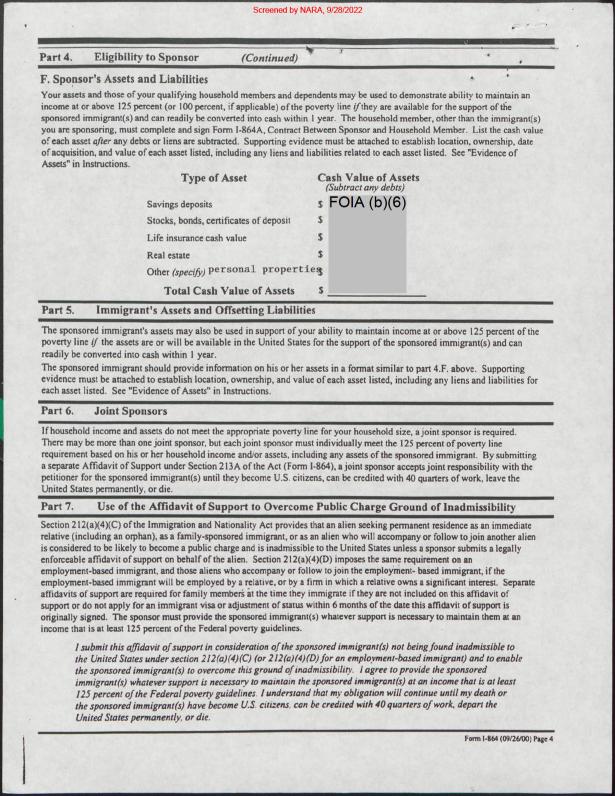 Screened by NARA, 9/28/2022
Part 4. Eligibility to Sponsor (Continued)
F. Sponsor's Assets and Liabilities
Your assets and those of your qualifying household members and dependents may be used to demonstrate ability to maintain an
income at or above 125 percent (or 100 percent, if applicable) of the poverty line if they are available for the support of the
sponsored immigrant(s) and can readily be converted into cash within 1 year. The household member, other than the immigrant(s)
you are sponsoring, must complete and sign Form I-864A, Contract Between Sponsor and Household Member. List the cash value
of each asset after any debts or liens are subtracted. Supporting evidence must be attached to establish location, ownership, date
of acquisition, and value of each asset listed, including any liens and liabilities related to each asset listed. See "Evidence of
Assets" in Instructions.
Type of Asset Cash Value of Assets
(Subtract any debts)
Savings deposits $ FOIA (b)(6)
Stocks, bonds, certificates of deposit $
Life insurance cash value $
Real estate $
Other (specify) personal properties $
Total Cash Value of Assets $
Part 5. Immigrant's Assets and Offsetting Liabilities
The sponsored immigrant's assets may also be used in support of your ability to maintain income at or above 125 percent of the
poverty line if the assets are or will be available in the United States for the support of the sponsored immigrant(s) and can
readily be converted into cash within 1 year.
The sponsored immigrant should provide information on his or her assets in a format similar to part 4.F. above. Supporting
evidence must be attached to establish location, ownership, and value of each asset listed, including any liens and liabilities for
each asset listed. See "Evidence of Assets" in Instructions.
Part 6. Joint Sponsors
If household income and assets do not meet the appropriate poverty line for your household size, a joint sponsor is required.
There may be more than one joint sponsor, but each joint sponsor must individually meet the 125 percent of poverty line
requirement based on his or her household income and/or assets, including any assets of the sponsored immigrant. By submitting
a separate Affidavit of Support under Section 213A of the Act (Form I-864), a joint sponsor accepts joint responsibility with the
petitioner for the sponsored immigrant(s) until they become U.S. citizens, can be credited with 40 quarters of work, leave the
United States permanently, or die.
Part 7. Use of the Affidavit of Support to Overcome Public Charge Ground of Inadmissibility
Section 212(a)(4)(C) of the Immigration and Nationality Act provides that an alien seeking permanent residence as an immediate
relative (including an orphan), as a family-sponsored immigrant, or as an alien who will accompany or follow to join another alien
is considered to be likely to become a public charge and is inadmissible to the United States unless a sponsor submits a legally
enforceable affidavit of support on behalf of the alien. Section 212(a)(4)(D) imposes the same requirement on an
employment-based immigrant, and those aliens who accompany or follow to join the employment- based immigrant, if the
employment-based immigrant will be employed by a relative, or by a firm in which a relative owns a significant interest. Separate
affidavits of support are required for family members at the time they immigrate if they are not included on this affidavit of
support or do not apply for an immigrant visa or adjustment of status within 6 months of the date this affidavit of support is
originally signed. The sponsor must provide the sponsored immigrant(s) whatever support is necessary to maintain them at an
income that is at least 125 percent of the Federal poverty guidelines.
I submit this affidavit of support in consideration of the sponsored immigrant(s) not being found inadmissible to
the United States under section 212(a)(4)(C) (or 212(a)(4)(D) for an employment-based immigrant) and to enable
the sponsored immigrant(s) to overcome this ground of inadmissibility. I agree to provide the sponsored
immigrant(s) whatever support is necessary to maintain the sponsored immigrant(s) at an income that is at least
125 percent of the Federal poverty guidelines. I understand that my obligation will continue until my death or
the sponsored immigrant(s) have become U.S. citizens, can be credited with 40 quarters of work, depart the
United States permanently, or die.
Form I-864 (09/26/00) Page 4